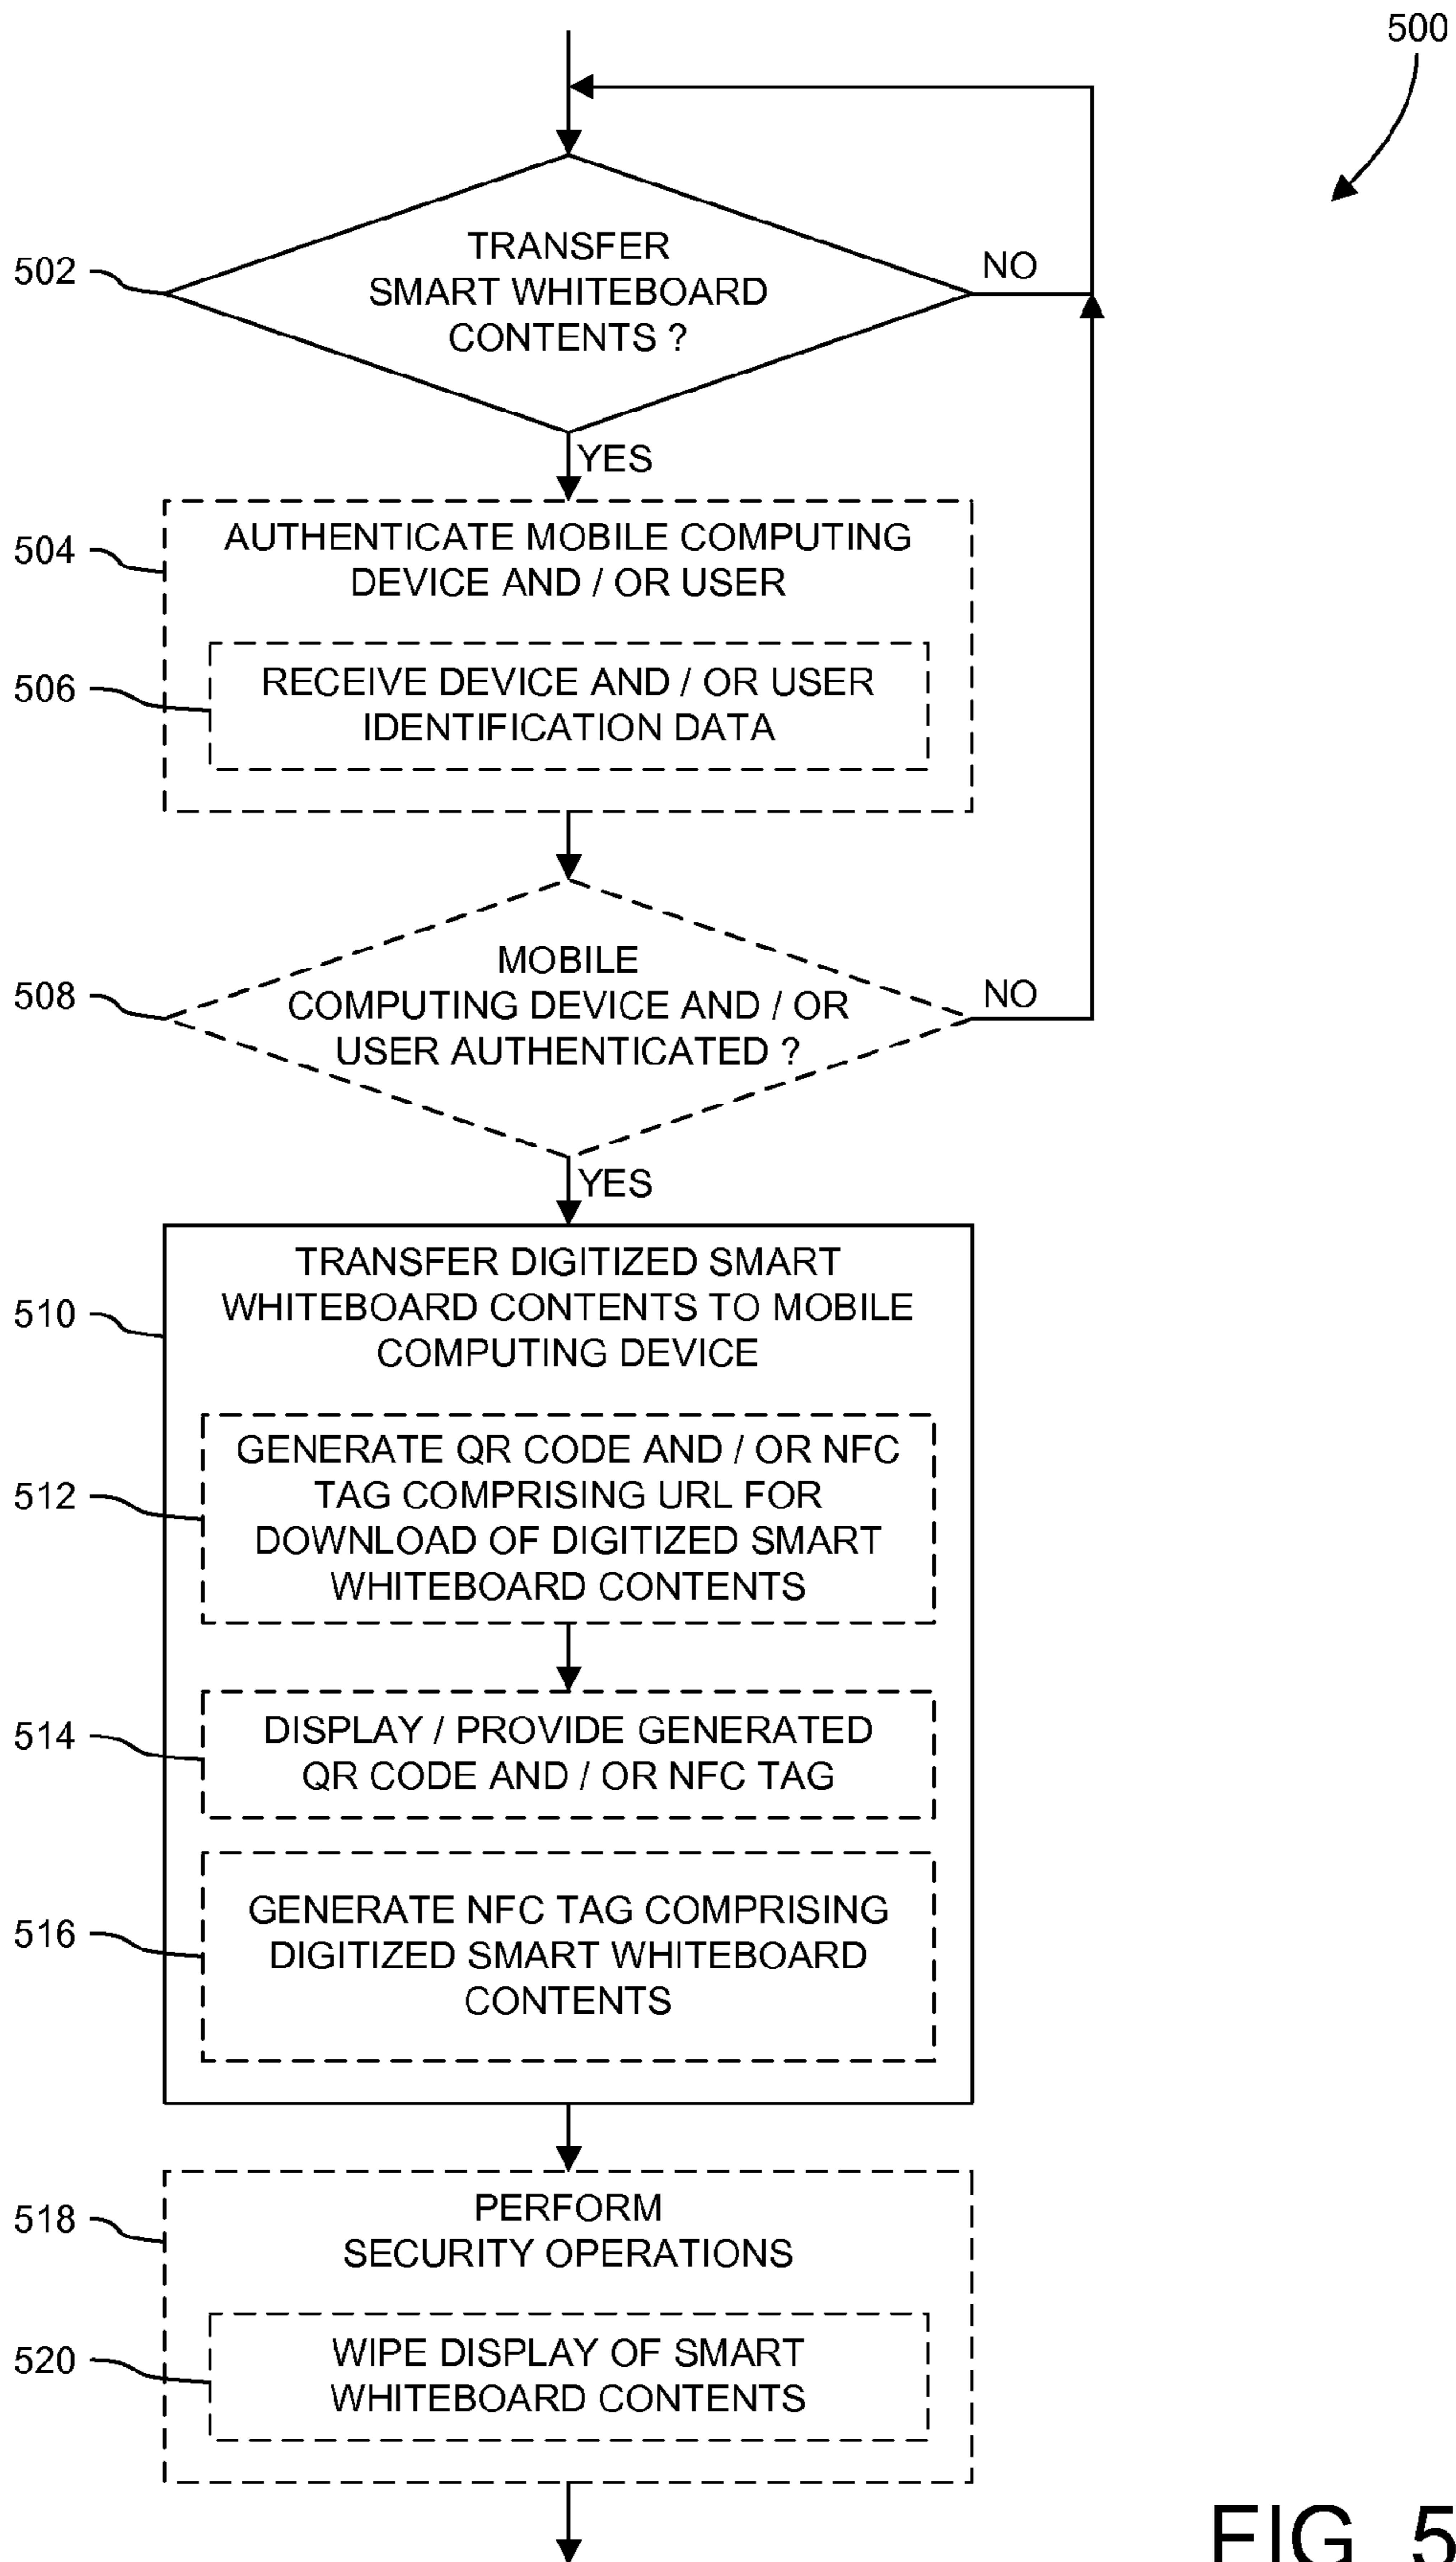 500
TRANSFER
SMART WHITEBOARD
CONTENTS ?
502
NO
YES
504
AUTHENTICATE MOBILE COMPUTING
DEVICE AND / OR USER
506
RECEIVE DEVICE AND / OR USER
IDENTIFICATION DATA
508
MOBILE
COMPUTING DEVICE AND / OR
USER AUTHENTICATED ?
NO
YES
510
TRANSFER DIGITIZED SMART
WHITEBOARD CONTENTS TO MOBILE
COMPUTING DEVICE
512
GENERATE QR CODE AND / OR NFC
TAG COMPRISING URL FOR
DOWNLOAD OF DIGITIZED SMART
WHITEBOARD CONTENTS
514
DISPLAY / PROVIDE GENERATED
QR CODE AND / OR NFC TAG
516
GENERATE NFC TAG COMPRISING
DIGITIZED SMART WHITEBOARD
CONTENTS
518
PERFORM
SECURITY OPERATIONS
520
WIPE DISPLAY OF SMART
WHITEBOARD CONTENTS
FIG. 5